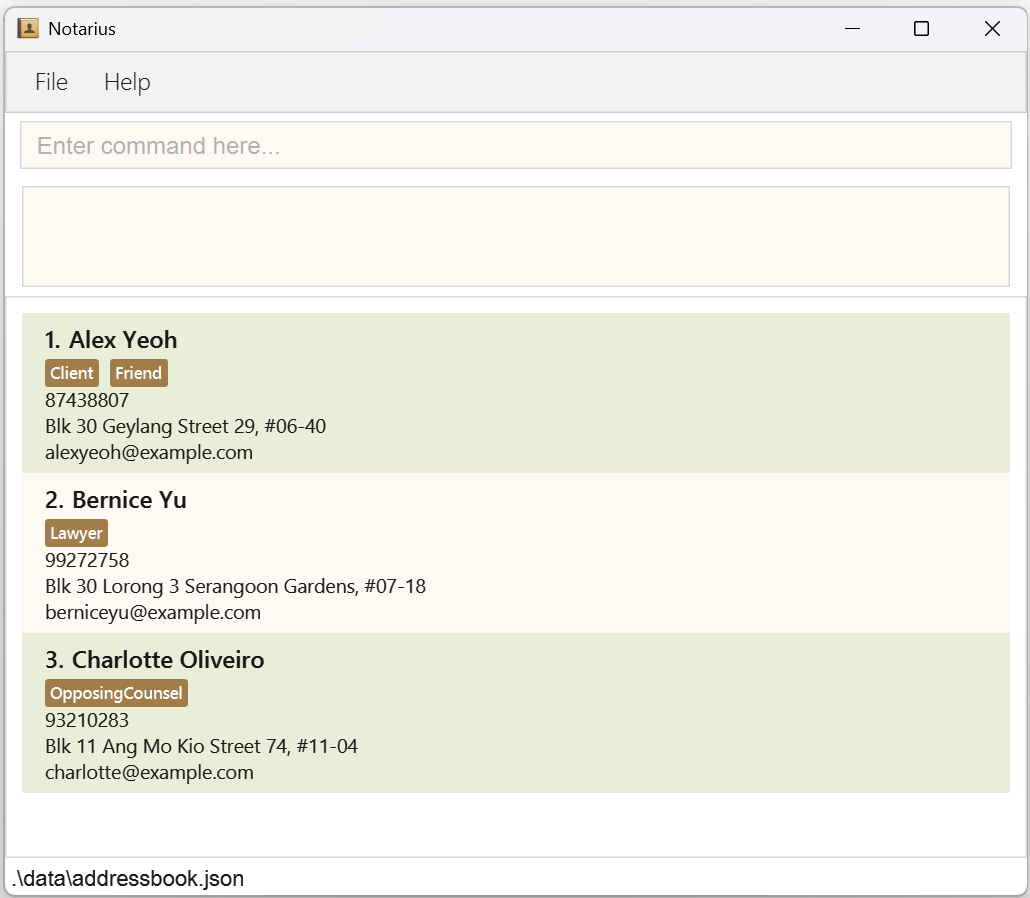 Notarius
File Help
Enter command here...
1. Alex Yeoh
Client Friend
87438807
Blk 30 Geylang Street 29, #06-40
alexyeoh@example.com
2. Bernice Yu
Lawyer
99272758
Blk 30 Lorong 3 Serangoon Gardens, #07-18
berniceyu@example.com
3. Charlotte Oliveiro
OpposingCounsel
93210283
Blk 11 Ang Mo Kio Street 74, #11-04
charlotte@example.com
.\data\addressbook.json